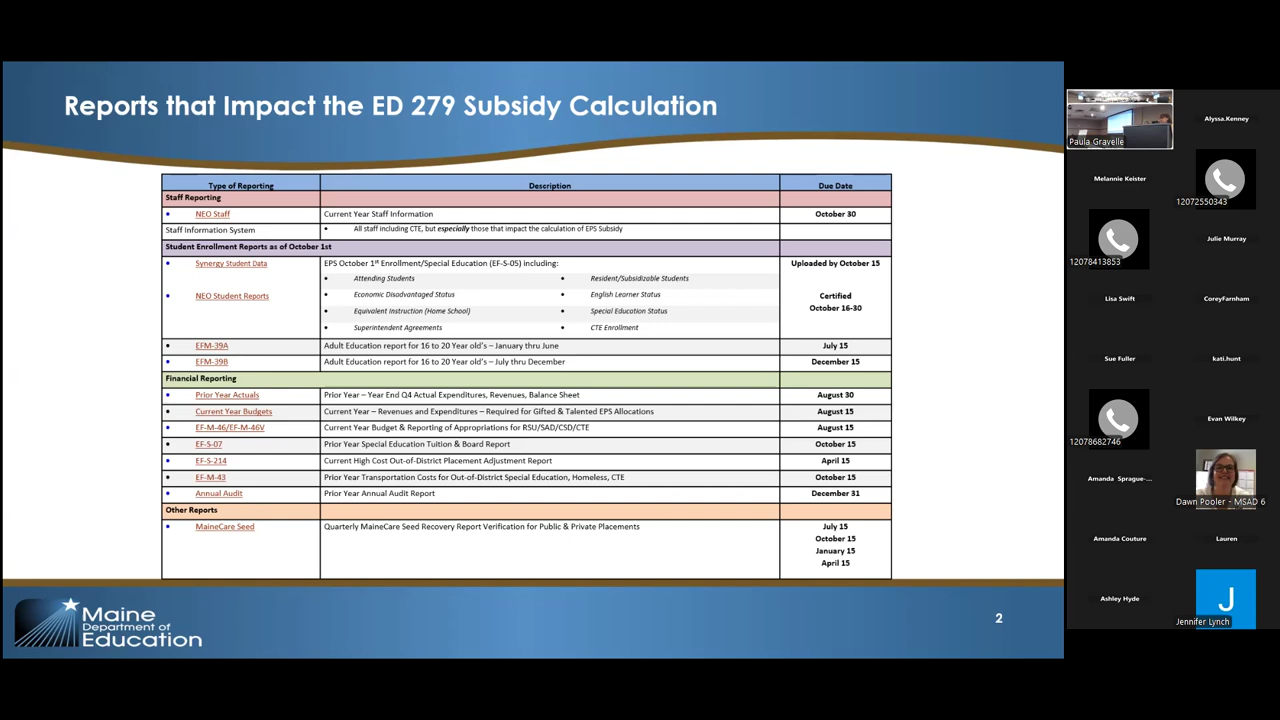 Reports that Impact the ED 279 Subsidy Calculation
Type of Reporting Description Due Date
Staff Reporting
• NEO Staff Current Year Staff Information October 30
Staff Information System • All staff including CTE, but especially those that impact the calculation of EPS Subsidy
Student Enrollment Reports as of October 1st
• Synergy Student Data EPS October 1st Enrollment/Special Education (EF-S-05) including: Uploaded by October 15
• Attending Students • Resident/Subsidizable Students
• NEO Student Reports • Economic Disadvantaged Status • English Learner Status Certified
• Equivalent Instruction (Home School) • Special Education Status October 16-30
• Superintendent Agreements • CTE Enrollment
• EFM-39A Adult Education report for 16 to 20 Year old's – January thru June July 15
• EFM-39B Adult Education report for 16 to 20 Year old's – July thru December December 15
Financial Reporting
• Prior Year Actuals Prior Year – Year End Q4 Actual Expenditures, Revenues, Balance Sheet August 30
• Current Year Budgets Current Year – Revenues and Expenditures – Required for Gifted & Talented EPS Allocations August 15
• EF-M-46/EF-M-46V Current Year Budget & Reporting of Appropriations for RSU/SAD/CSD/CTE August 15
• EF-S-07 Prior Year Special Education Tuition & Board Report October 15
• EF-S-214 Current High Cost Out-of-District Placement Adjustment Report April 15
• EF-M-43 Prior Year Transportation Costs for Out-of-District Special Education, Homeless, CTE October 15
• Annual Audit Prior Year Annual Audit Report December 31
Other Reports
• MaineCare Seed Quarterly MaineCare Seed Recovery Report Verification for Public & Private Placements July 15
October 15
January 15
April 15
Maine
Department of
Education
2
Paula Gravelle
Alyssa.Kenney
Melannie Keister
12072550343
12078413853
Julie Murray
Lisa Swift
CoreyFarnham
Sue Fuller
kati.hunt
12078682746
Evan Wilkey
Amanda Sprague-...
Dawn Pooler - MSAD 6
Amanda Couture
Lauren
Ashley Hyde
J
Jennifer Lynch